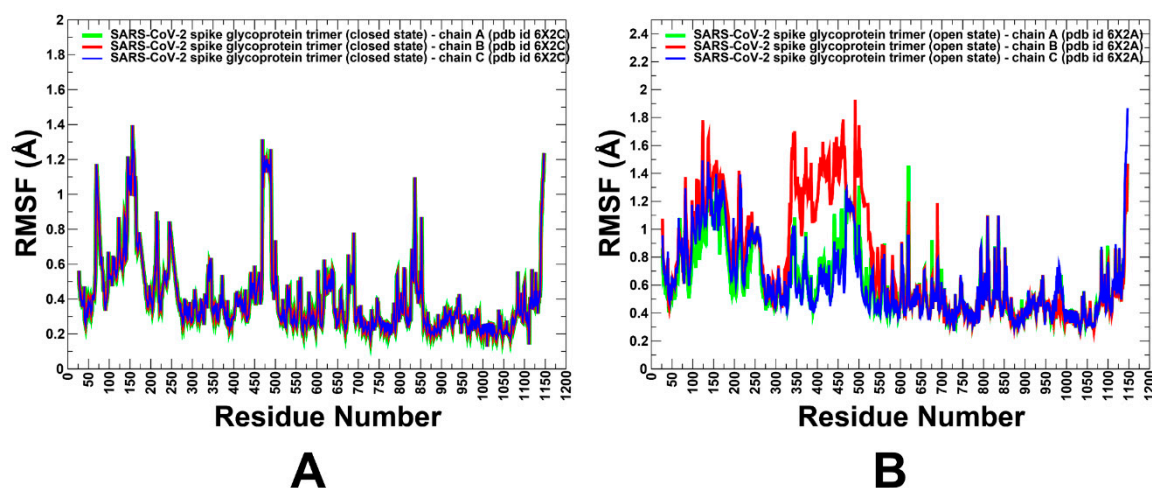 2
1.8
1.6
1.4
1.2
1
0.8
0.6
0.4
0.2
0
RMSF (Å)
SARS-CoV-2 spike glycoprotein trimer (closed state) - chain A (pdb id 6X2C)
SARS-CoV-2 spike glycoprotein trimer (closed state) - chain B (pdb id 6X2C)
SARS-CoV-2 spike glycoprotein trimer (closed state) - chain C (pdb id 6X2C)
0 50 100 150 200 250 300 350 400 450 500 550 600 650 700 750 800 850 900 950 1000 1050 1100 1150 1200
Residue Number
A
2.4
2.2
2
1.8
1.6
1.4
1.2
1
0.8
0.6
0.4
0.2
0
RMSF (Å)
SARS-CoV-2 spike glycoprotein trimer (open state) - chain A (pdb id 6X2A)
SARS-CoV-2 spike glycoprotein trimer (open state) - chain B (pdb id 6X2A)
SARS-CoV-2 spike glycoprotein trimer (open state) - chain C (pdb id 6X2A)
0 50 100 150 200 250 300 350 400 450 500 550 600 650 700 750 800 850 900 950 1000 1050 1100 1150 1200
Residue Number
B